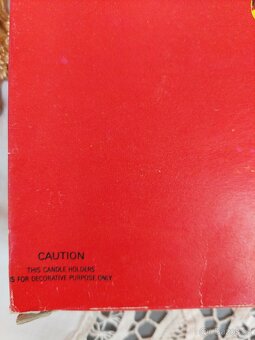 CAUTION
THIS CANDLE HOLDERS
IS FOR DECORATIVE PURPOSE ONLY